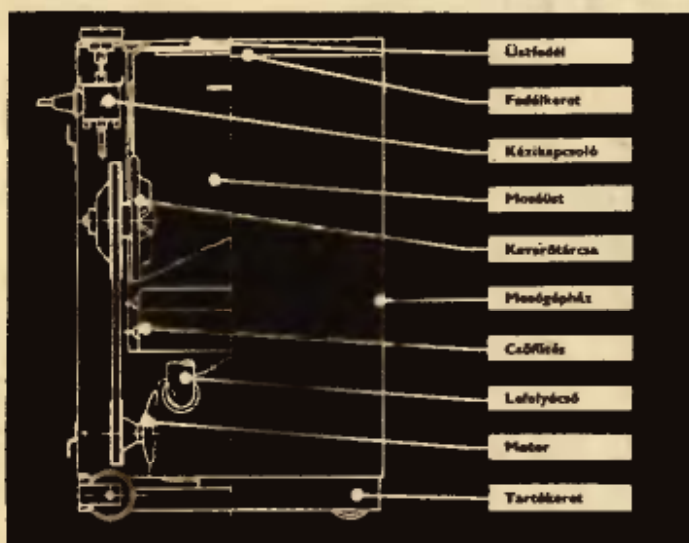 Üstfedél
Fedélkeret
Kézikapcsoló
Mosóüst
Keverőtárcsa
Mosógépház
Csőfűtés
Lefolyócső
Motor
Tartókeret